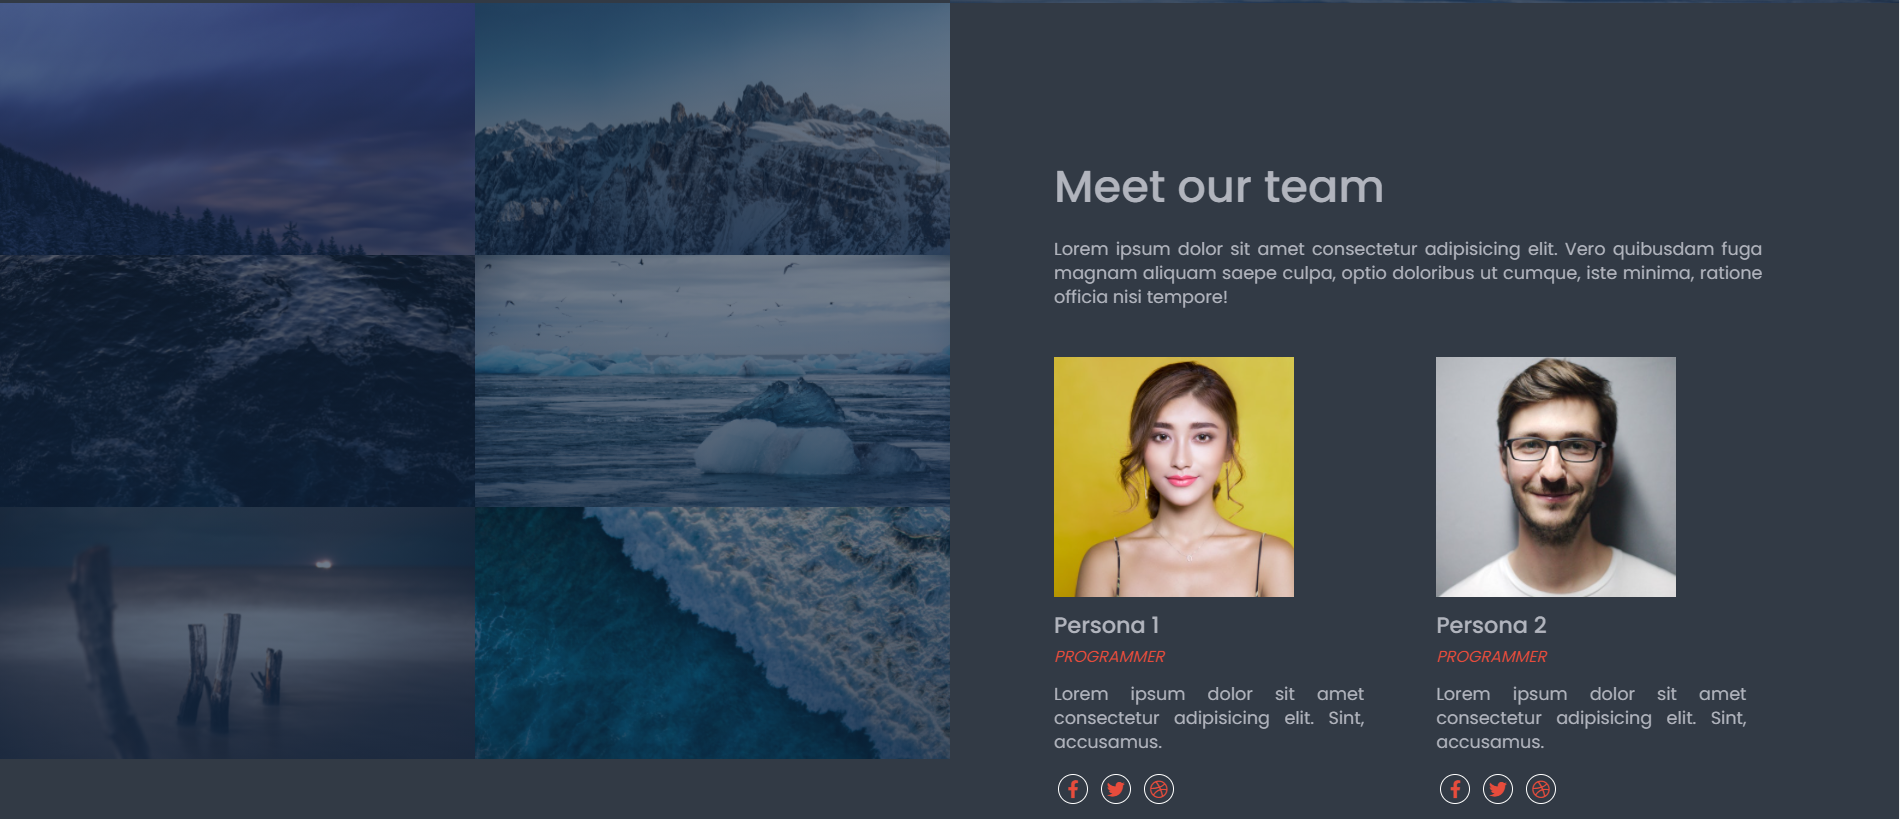 Meet our team
Lorem ipsum dolor sit amet consectetur adipisicing elit. Vero quibusdam fuga
magnam aliquam saepe culpa, optio doloribus ut cumque, iste minima, ratione
officia nisi tempore!
Persona 1
PROGRAMMER
Lorem ipsum dolor sit amet
consectetur adipisicing elit. Sint,
accusamus.
Persona 2
PROGRAMMER
Lorem ipsum dolor sit amet
consectetur adipisicing elit. Sint,
accusamus.